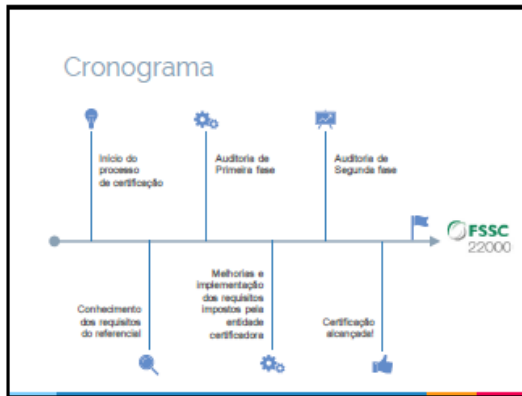 Cronograma
Início do
processo
de certificação
Auditoria de
Primeira fase
Auditoria de
Segunda fase
FSSC
22000
Conhecimento
dos requisitos
do referencial
Melhorias e
implementação
dos requisitos
impostos pela
entidade
certificadora
Certificação
alcançada!